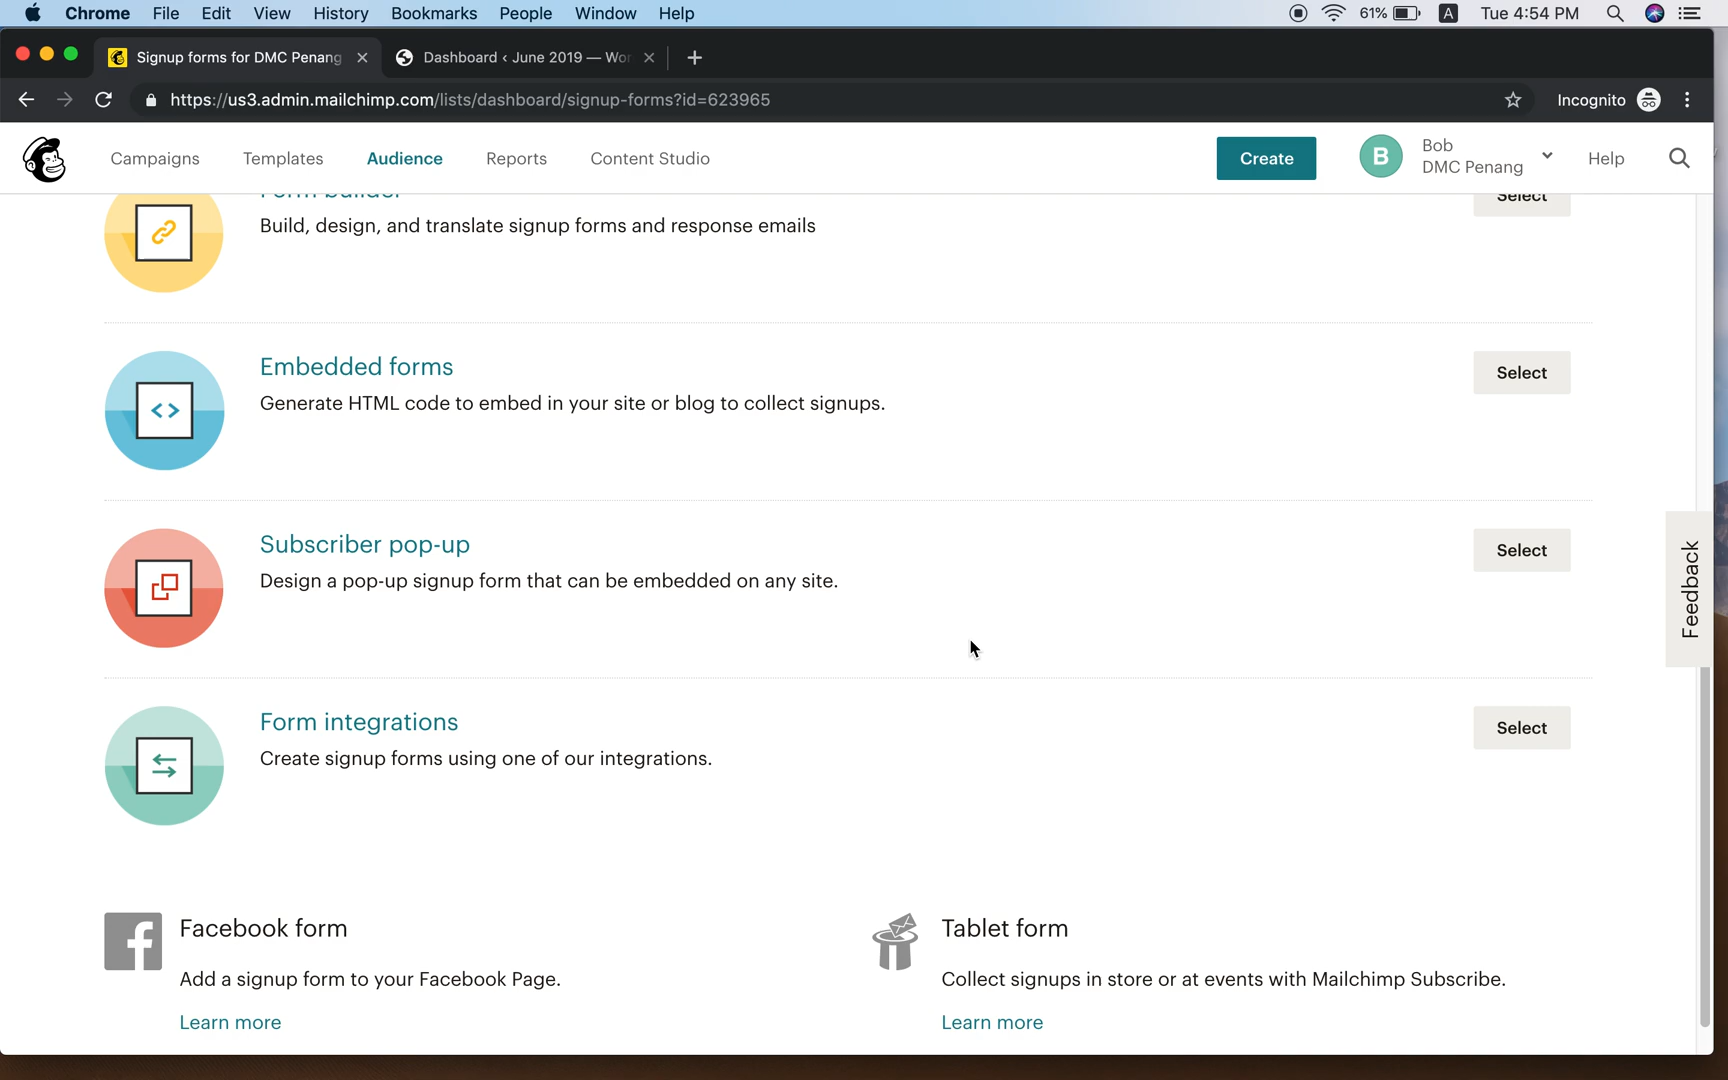 Chrome File Edit View History Bookmarks People Window Help 61% A Tue 4:54 PM
Signup forms for DMC Penang Dashboard ‹ June 2019 — Wor
https://us3.admin.mailchimp.com/lists/dashboard/signup-forms?id=623965 Incognito
Campaigns Templates Audience Reports Content Studio Create B Bob Help
DMC Penang
Form builder Select
Build, design, and translate signup forms and response emails
Embedded forms Select
Generate HTML code to embed in your site or blog to collect signups.
Subscriber pop-up Select
Design a pop-up signup form that can be embedded on any site.
Feedback
Form integrations Select
Create signup forms using one of our integrations.
Facebook form Tablet form
Add a signup form to your Facebook Page. Collect signups in store or at events with Mailchimp Subscribe.
Learn more Learn more